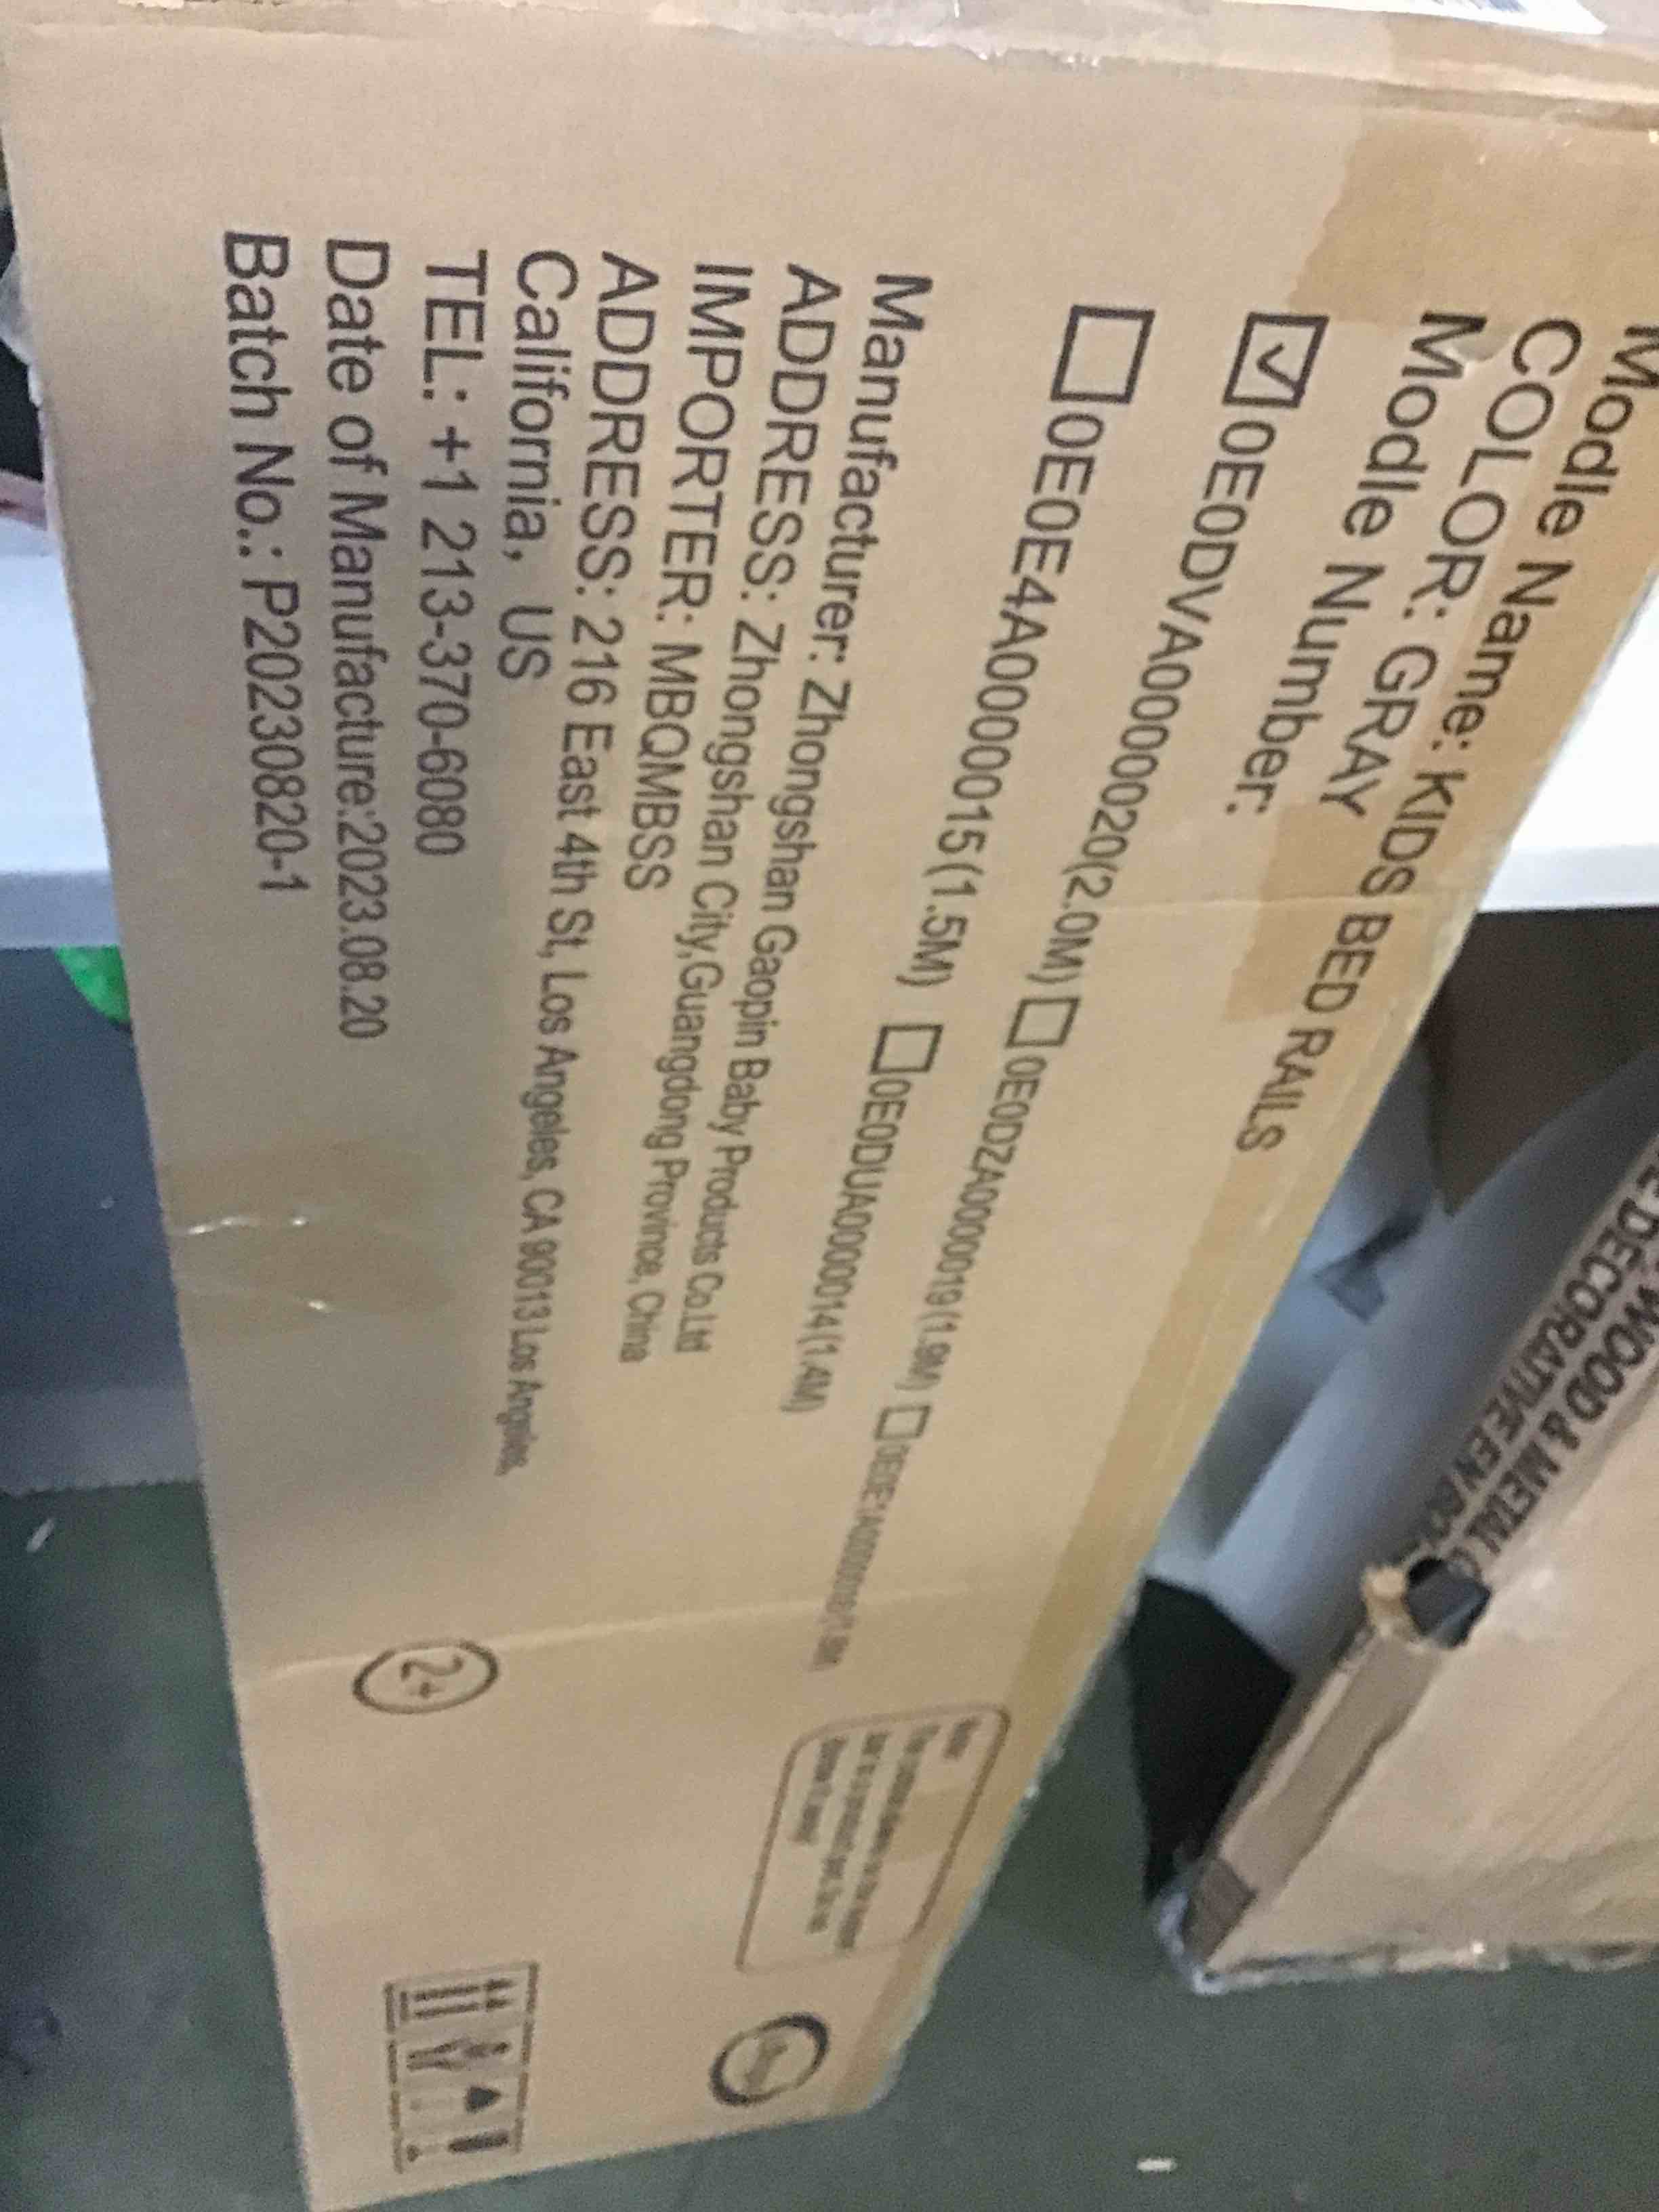 Modle Name: KIDS BED RAILS
COLOR: GRAY
Modle Number:
☑0E0DVA0000020(2.0M) ☐0E0DZA0000019(1.9M)
☐0E0E4A0000015(1.5M) ☐0E0DUA0000014(1.4M)
Manufacturer: Zhongshan Gaopin Baby Products Co.Ltd
ADDRESS: Zhongshan City,Guangdong Province, China
IMPORTER: MBQMBSS
ADDRESS: 216 East 4th St, Los Angeles, CA 90013 Los Angeles,
California, US
TEL: +1 213-370-6080
Date of Manufacture:2023.08.20
Batch No.: P20230820-1
2+
WOOD & METAL
DECORATIVE